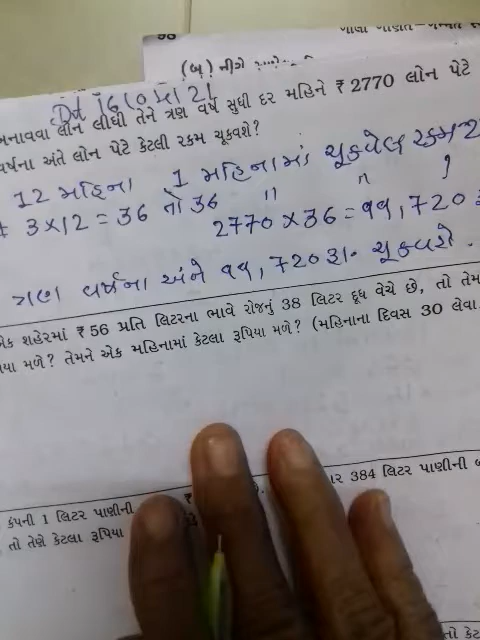 (બ) નીચે
Dt 16/05/21
બનાવવા લોન લીધી તેને ત્રણ વર્ષ સુધી દર મહિને ₹ 2770 લોન પેટે
વર્ષના અંતે લોન પેટે કેટલી રકમ ચૂકવશે?
12 મહિના 1 મહિનામાં ચૂકવેલ રકમ
3×12 = 36 તો 36 〃 〃
2770 × 36 = ૧૧,720
ત્રણ વર્ષના અંતે ૧૧,720 રૂા. ચૂકવશે.
એક શહેરમાં ₹ 56 પ્રતિ લિટરના ભાવે રોજનું 38 લિટર દૂધ વેચે છે, તો તેમ
પિયા મળે? તેમને એક મહિનામાં કેટલા રૂપિયા મળે? (મહિનાના દિવસ 30 લેવા
કંપની 1 લિટર પાણીની ₹ છે. 384 લિટર પાણીની
તો તેણે કેટલા રૂપિયા
તો કેટ